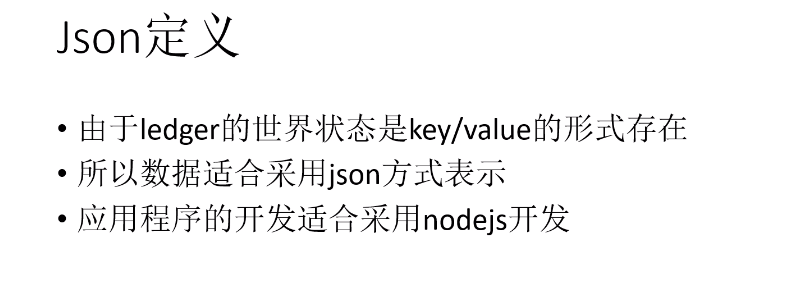 Json定义
• 由于ledger的世界状态是key/value的形式存在
• 所以数据适合采用json方式表示
• 应用程序的开发适合采用nodejs开发